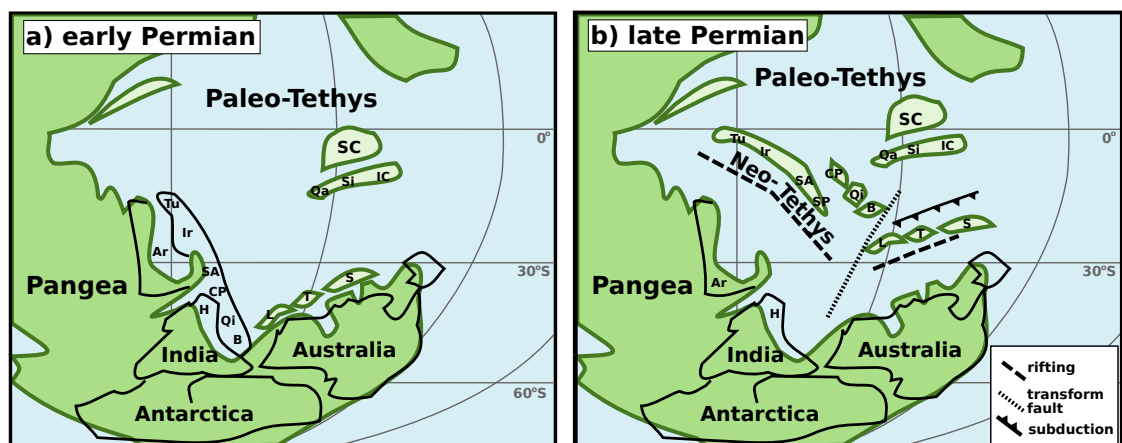 a) early Permian
Paleo-Tethys
SC
0°
Qa
Si
IC
Tu
Ir
Ar
30°S
Pangea
SA
CP
S
T
H
Qi
L
B
India
Australia
60°S
Antarctica
b) late Permian
Paleo-Tethys
SC
0°
Tu
Ir
Qa
Si
IC
Neo-Tethys
CP
SA
Qi
SP
B
S
T
L
30°S
Pangea
Ar
H
India
Australia
Antarctica
rifting
transform
fault
subduction